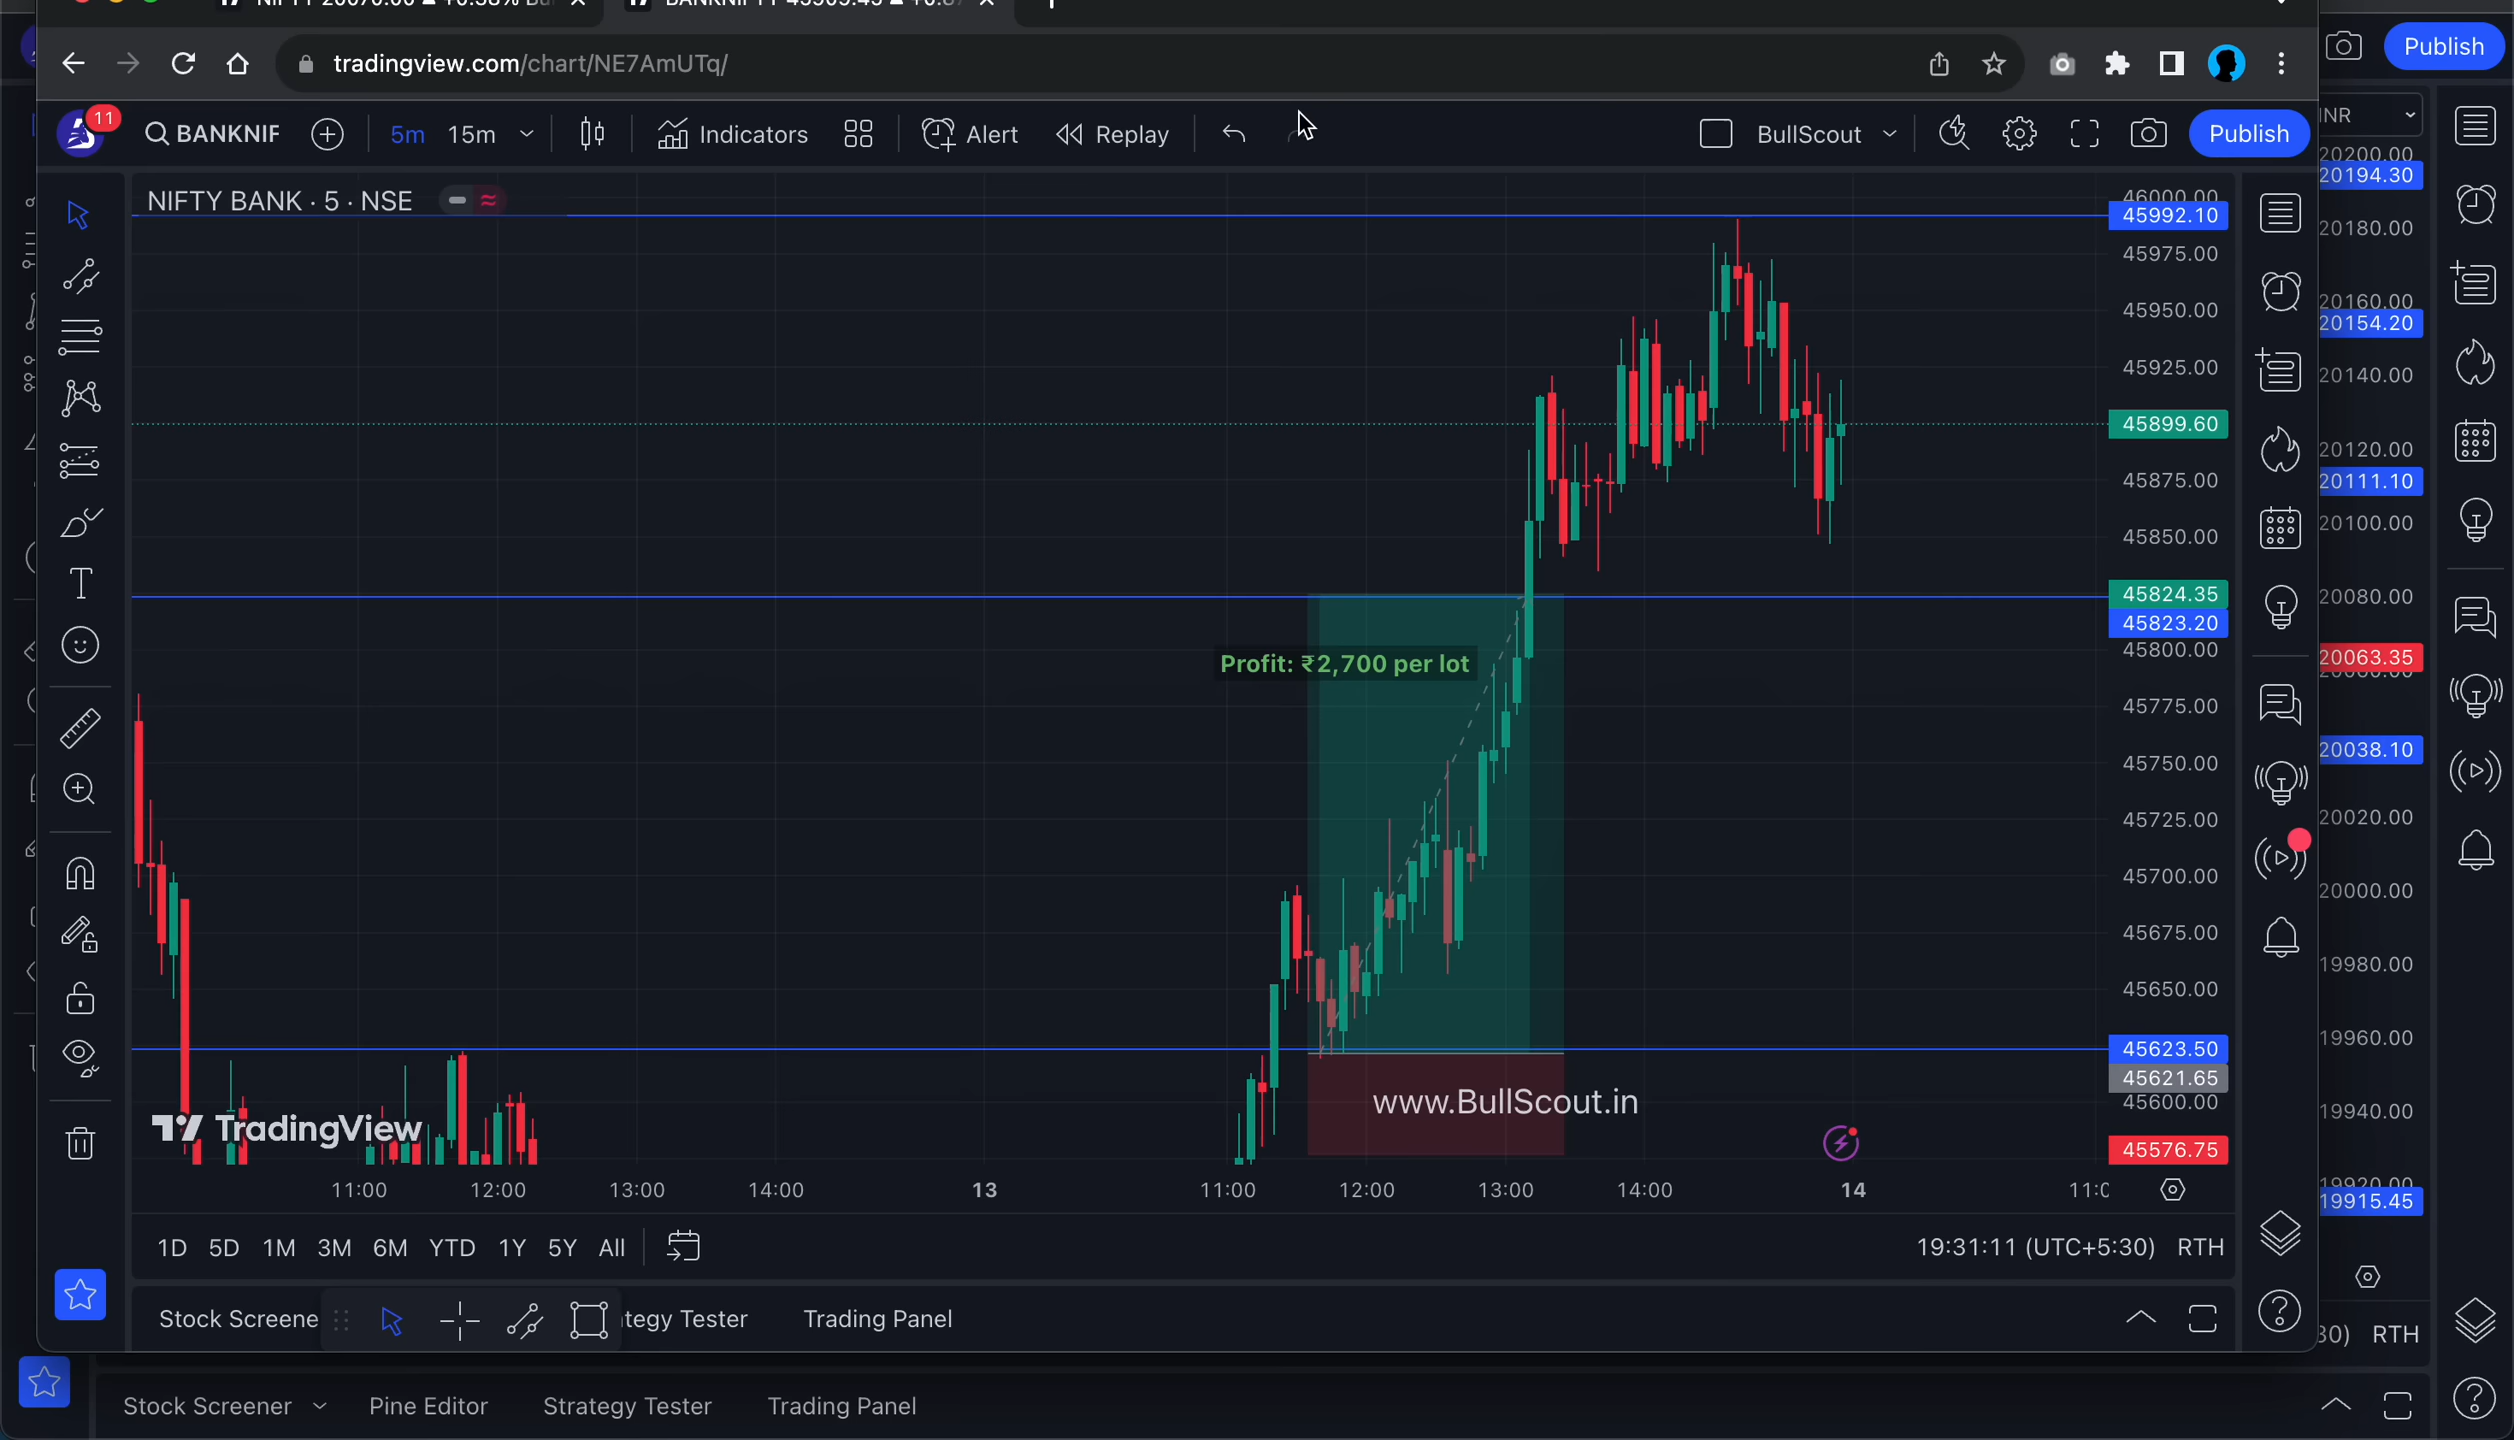 Publish
tradingview.com/chart/NE7AmUTq/
11
BANKNIF
5m
15m
Indicators
Alert
Replay
BullScout
Publish
NIFTY BANK · 5 · NSE
46000.00
45992.10
45975.00
45950.00
45925.00
45899.60
45875.00
45850.00
45824.35
45823.20
45800.00
45775.00
45750.00
45725.00
45700.00
45675.00
45650.00
45623.50
45621.65
45600.00
45576.75
Profit: ₹2,700 per lot
www.BullScout.in
TradingView
11:00 12:00 13:00 14:00 13 11:00 12:00 13:00 14:00 14
1D 5D 1M 3M 6M YTD 1Y 5Y All
19:31:11 (UTC+5:30) RTH
Stock Screene
tegy Tester
Trading Panel
20200.00
20194.30
20180.00
20160.00
20154.20
20140.00
20120.00
20111.10
20100.00
20080.00
20063.35
20038.10
20020.00
20000.00
19980.00
19960.00
19940.00
19915.45
RTH
Stock Screener
Pine Editor
Strategy Tester
Trading Panel